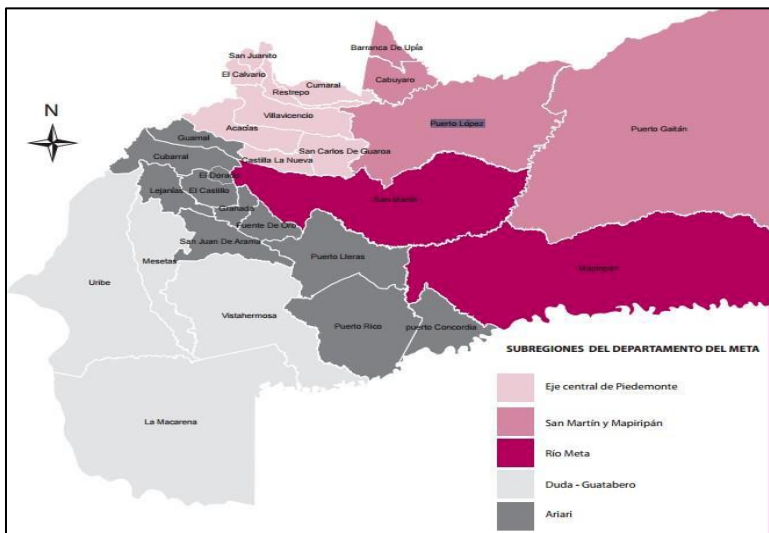 San Juanito
El Calvario
Restrepo
Cumaral
Barranca De Upía
Cabuyaro
Villavicencio
Acacías
Puerto López
Puerto Gaitán
N
Guamal
Cubarral
San Carlos De Guaroa
Castilla La Nueva
El Dorado
Lejanías
El Castillo
San Martín
Granada
Fuente De Oro
San Juan De Arama
Mesetas
Puerto Lleras
Mapiripán
Uribe
Vistahermosa
Puerto Rico
puerto Concordia
La Macarena
SUBREGIONES DEL DEPARTAMENTO DEL META
Eje central de Piedemonte
San Martín y Mapiripán
Río Meta
Duda - Guatabero
Ariari